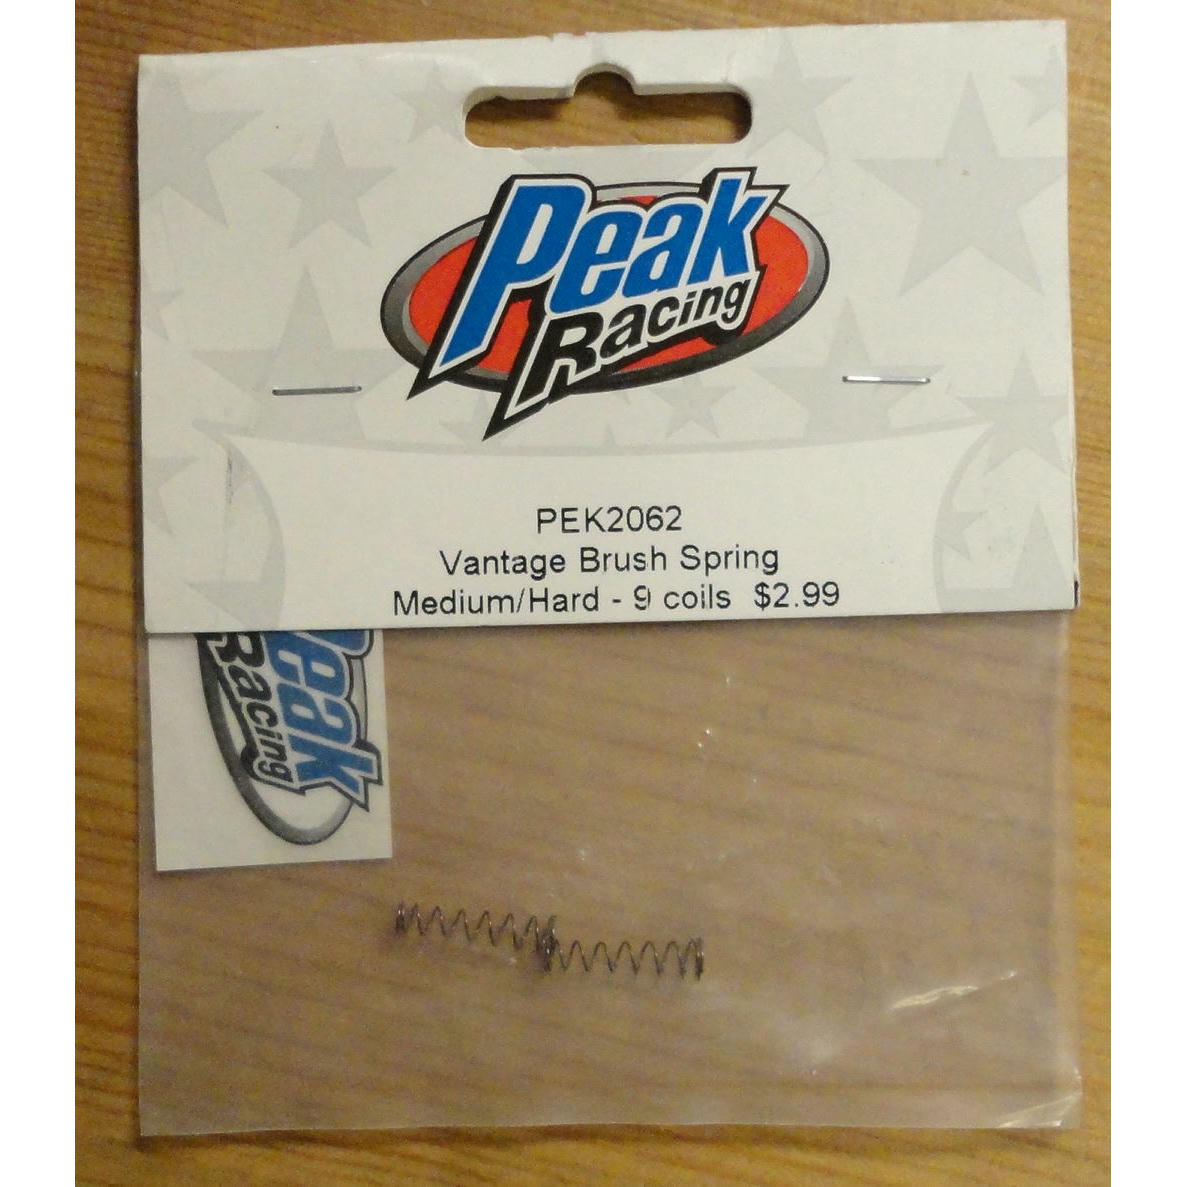 Peak
Racing
PEK2062
Vantage Brush Spring
Medium/Hard - 9 coils $2.99
Peak
Racing